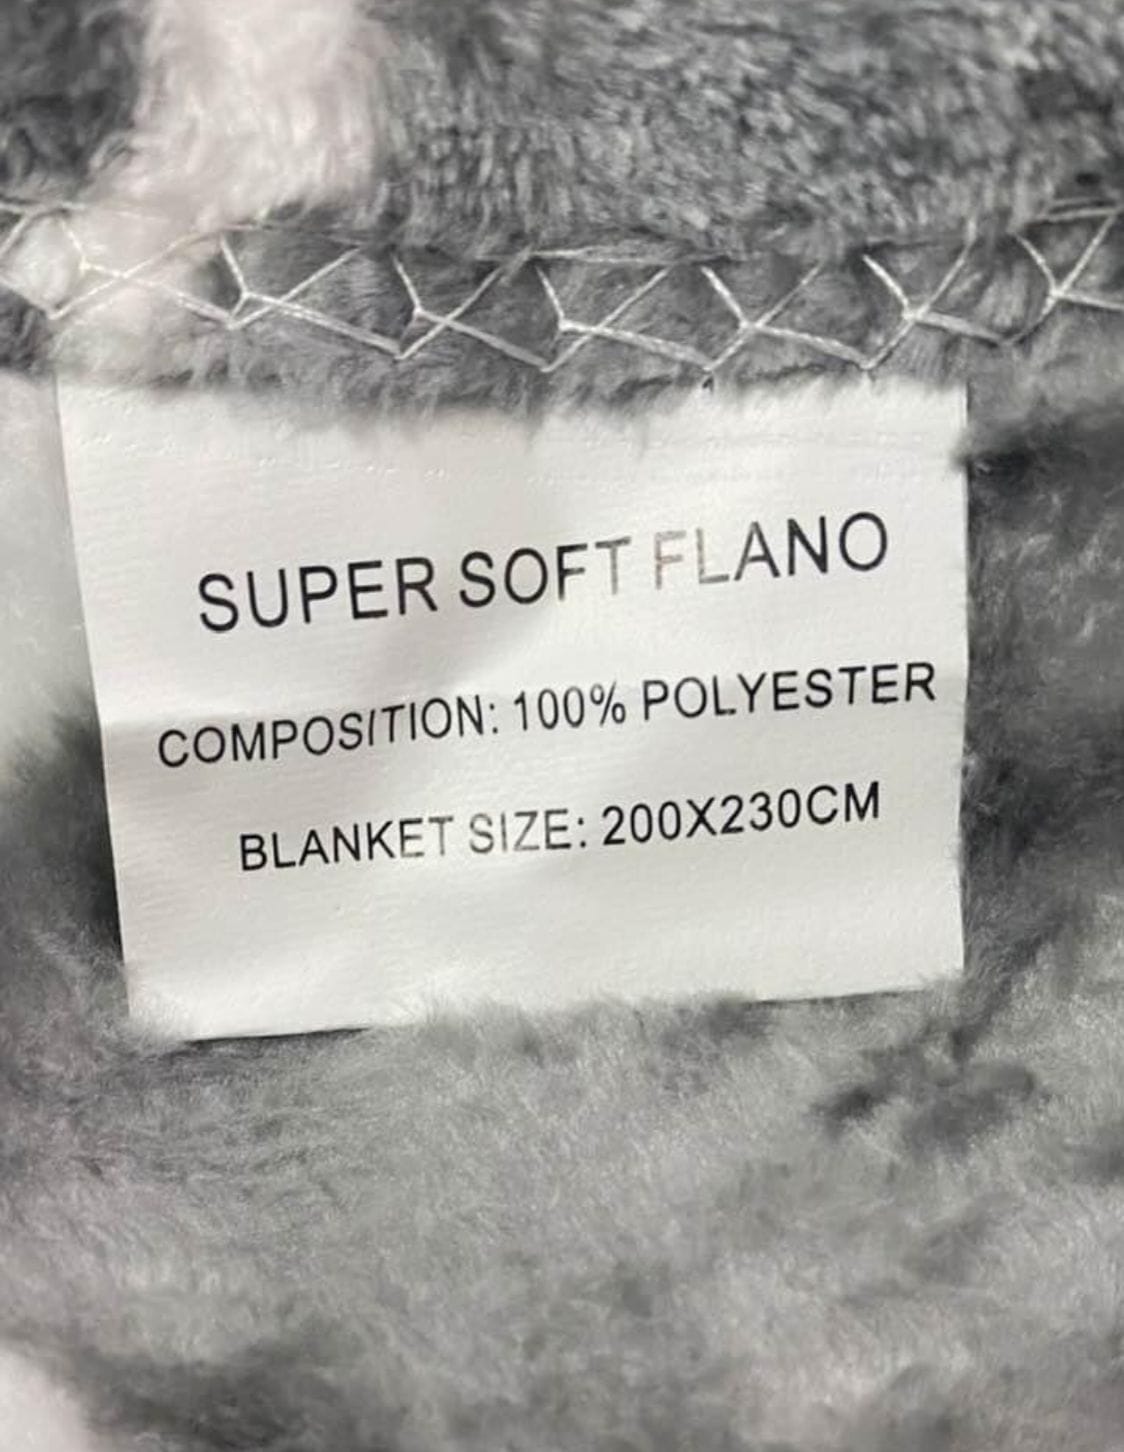 SUPER SOFT FLANO
COMPOSITION: 100% POLYESTER
BLANKET SIZE: 200X230CM